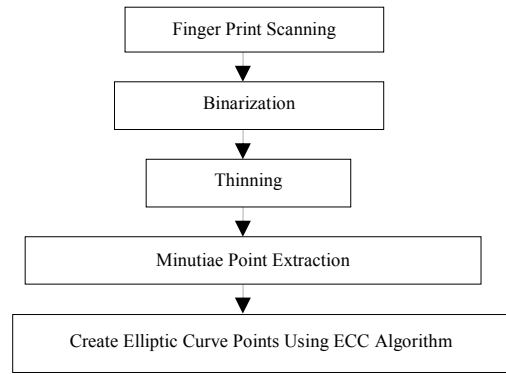 Finger Print Scanning
Binarization
Thinning
Minutiae Point Extraction
Create Elliptic Curve Points Using ECC Algorithm